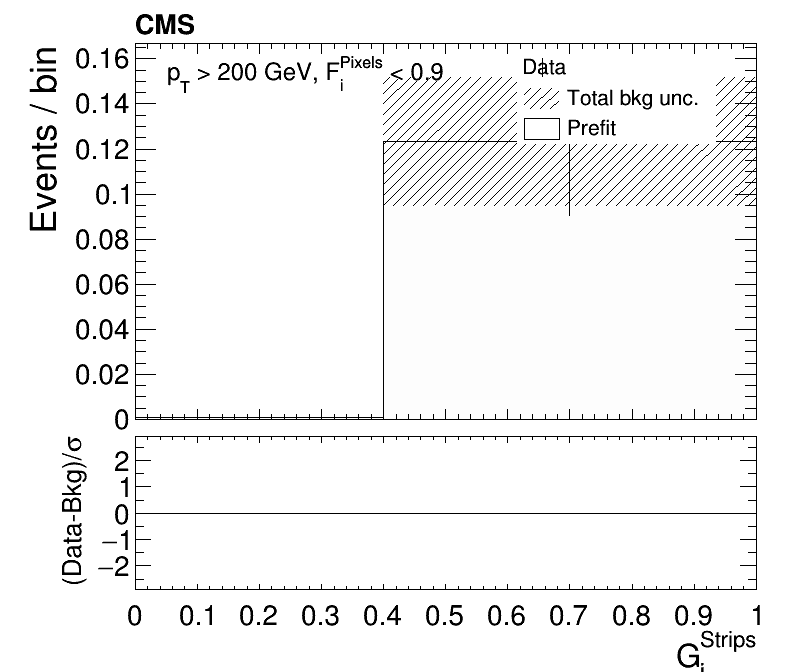 CMS
Events / bin
0.16
0.14
0.12
0.1
0.08
0.06
0.04
0.02
0
p_T > 200 GeV, F_i^Pixels < 0.9
Data
Total bkg unc.
Prefit
(Data-Bkg)/σ
2
1
0
−1
−2
0 0.1 0.2 0.3 0.4 0.5 0.6 0.7 0.8 0.9 1
G_i^Strips